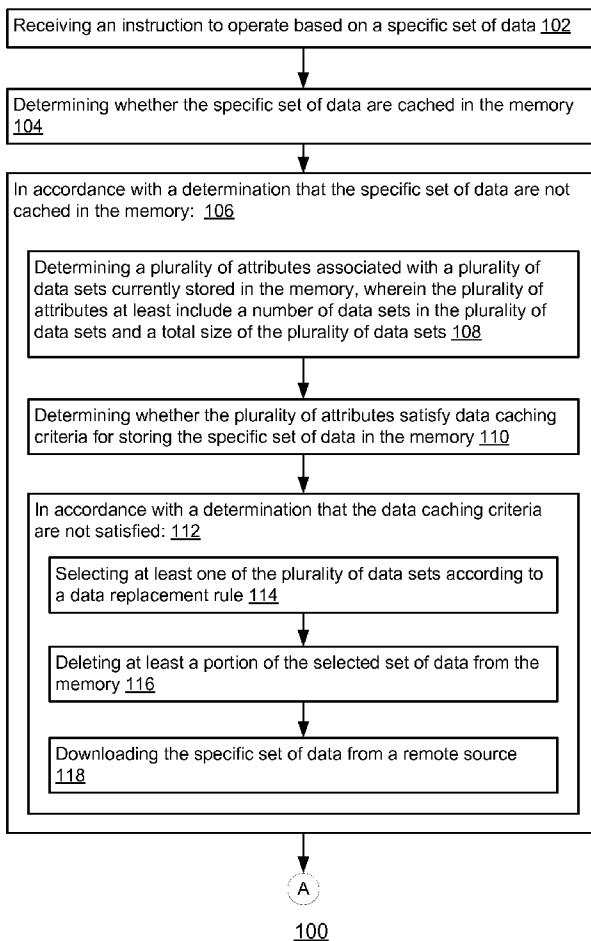 Receiving an instruction to operate based on a specific set of data 102
Determining whether the specific set of data are cached in the memory
104
In accordance with a determination that the specific set of data are not
cached in the memory: 106
Determining a plurality of attributes associated with a plurality of
data sets currently stored in the memory, wherein the plurality of
attributes at least include a number of data sets in the plurality of
data sets and a total size of the plurality of data sets 108
Determining whether the plurality of attributes satisfy data caching
criteria for storing the specific set of data in the memory 110
In accordance with a determination that the data caching criteria
are not satisfied: 112
Selecting at least one of the plurality of data sets according to
a data replacement rule 114
Deleting at least a portion of the selected set of data from the
memory 116
Downloading the specific set of data from a remote source
118
A
100